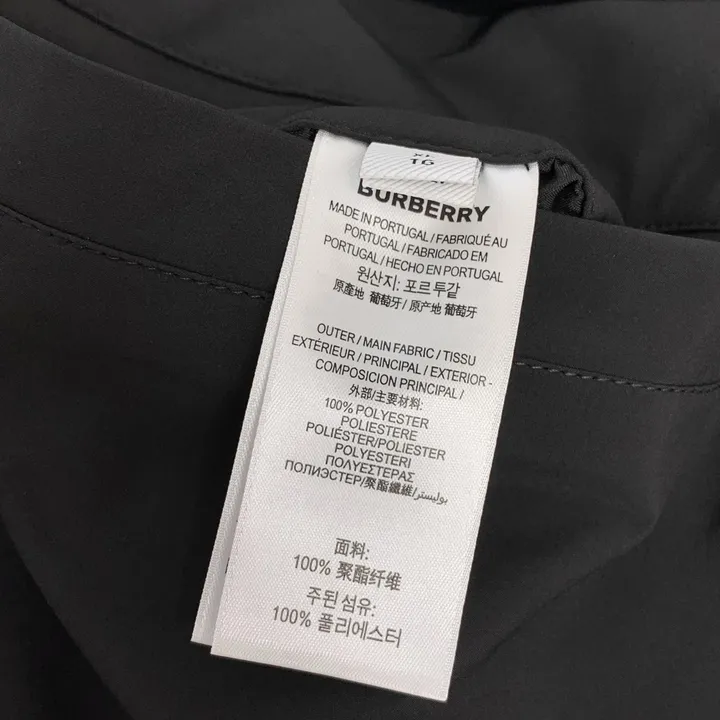 XL
16
BURBERRY
MADE IN PORTUGAL / FABRIQUÉ AU
PORTUGAL / FABRICADO EM
PORTUGAL / HECHO EN PORTUGAL
원산지: 포르투갈
原產地 葡萄牙 / 原产地 葡萄牙
OUTER / MAIN FABRIC / TISSU
EXTÉRIEUR / PRINCIPAL / EXTERIOR -
COMPOSICION PRINCIPAL /
外部/主要材料:
100% POLYESTER
POLIESTERE
POLIÉSTER/POLIESTER
POLYESTERI
ΠΟΛΥΕΣΤΕΡΑΣ
ПОЛИЭСТЕР/聚酯纖維/بوليستر
面料:
100% 聚酯纤维
주된 섬유:
100% 폴리에스터